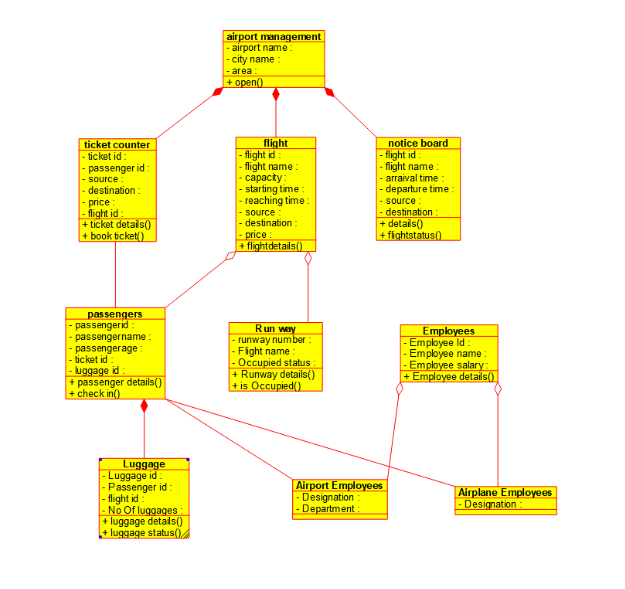 airport management
- airport name :
- city name :
- area :
+ open()
ticket counter
- ticket id :
- passenger id :
- source :
- destination :
- price :
- flight id :
+ ticket details()
+ book ticket()
flight
- flight id :
- flight name :
- capacity :
- starting time :
- reaching time :
- source :
- destination :
- price :
+ flightdetails()
notice board
- flight id :
- flight name :
- arraival time :
- departure time :
- source :
- destination :
+ details()
+ flightstatus()
passengers
- passengerid :
- passengername :
- passengerage :
- ticket id :
- luggage id :
+ passenger details()
+ check in()
Run way
- runway number :
- Flight name :
- Occupied status :
+ Runway details()
+ is Occupied()
Employees
- Employee Id :
- Employee name :
- Employee salary :
+ Employee details()
Luggage
- Luggage id :
- Passenger id :
- flight id :
- No Of luggages :
+ luggage details()
+ luggage status()
Airport Employees
- Designation :
- Department :
Airplane Employees
- Designation :